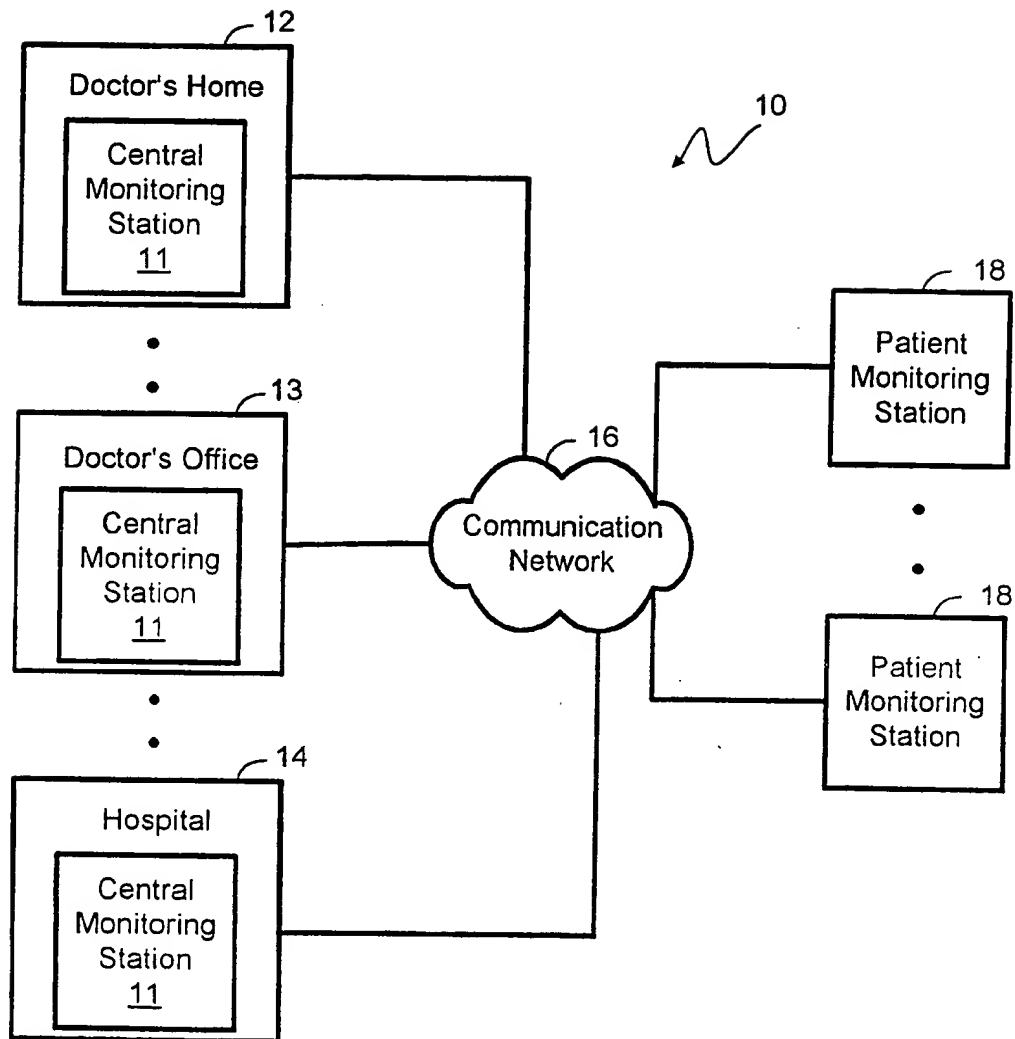 12
Doctor's Home
Central
Monitoring
Station
11
10
13
Doctor's Office
Central
Monitoring
Station
11
14
Hospital
Central
Monitoring
Station
11
16
Communication
Network
18
Patient
Monitoring
Station
18
Patient
Monitoring
Station